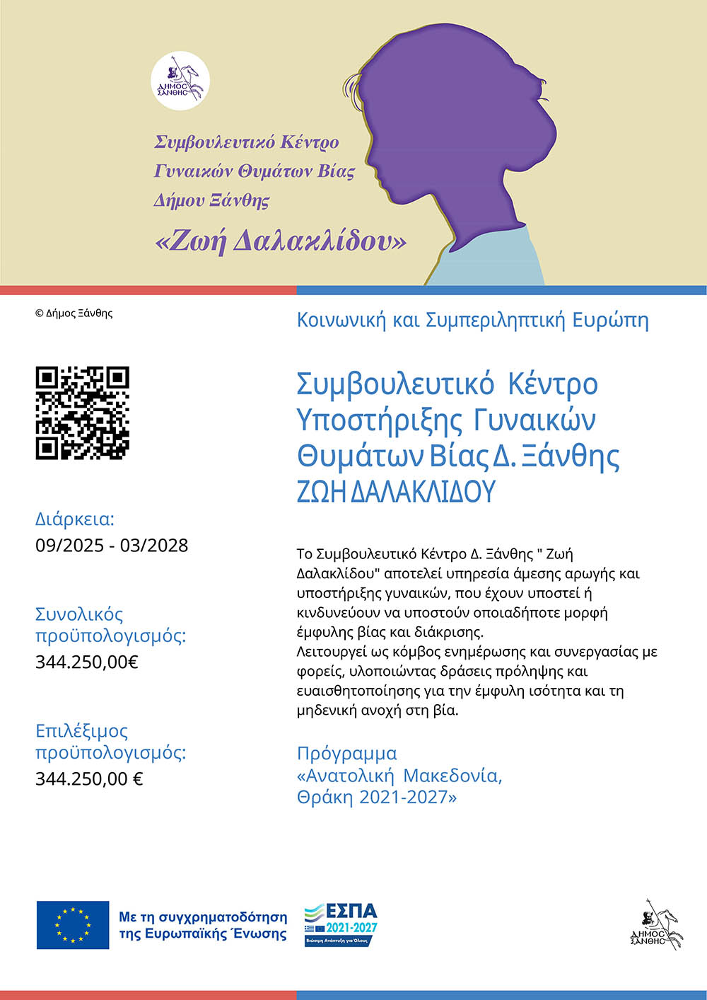 ΔΗΜΟΣ
ΞΑΝΘΗΣ
Συμβουλευτικό Κέντρο
Γυναικών Θυμάτων Βίας
Δήμου Ξάνθης
«Ζωή Δαλακλίδου»
© Δήμος Ξάνθης
Κοινωνική και Συμπεριληπτική Ευρώπη
Συμβουλευτικό Κέντρο
Υποστήριξης Γυναικών
Θυμάτων Βίας Δ. Ξάνθης
ΖΩΗ ΔΑΛΑΚΛΙΔΟΥ
Διάρκεια:
09/2025 - 03/2028
Συνολικός
προϋπολογισμός:
344.250,00€
Επιλέξιμος
προϋπολογισμός:
344.250,00 €
Το Συμβουλευτικό Κέντρο Δ. Ξάνθης " Ζωή
Δαλακλίδου" αποτελεί υπηρεσία άμεσης αρωγής και
υποστήριξης γυναικών, που έχουν υποστεί ή
κινδυνεύουν να υποστούν οποιαδήποτε μορφή
έμφυλης βίας και διάκρισης.
Λειτουργεί ως κόμβος ενημέρωσης και συνεργασίας με
φορείς, υλοποιώντας δράσεις πρόληψης και
ευαισθητοποίησης για την έμφυλη ισότητα και τη
μηδενική ανοχή στη βία.
Πρόγραμμα
«Ανατολική Μακεδονία,
Θράκη 2021-2027»
Με τη συγχρηματοδότηση
της Ευρωπαϊκής Ένωσης
ΕΣΠΑ
2021-2027
Βιώσιμη Ανάπτυξη για Όλους
ΔΗΜΟΣ
ΞΑΝΘΗΣ